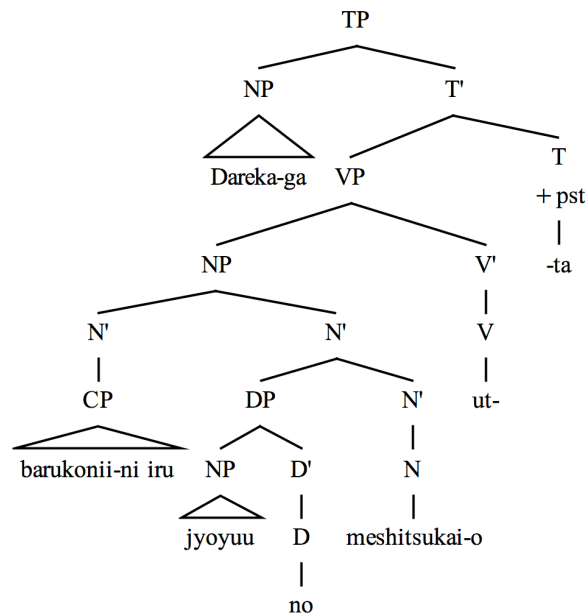 TP
NP T'
Dareka-ga VP T
+ pst
NP V' -ta
N' N' V
CP DP N' ut-
barukonii-ni iru NP D' N
jyoyuu D meshitsukai-o
no